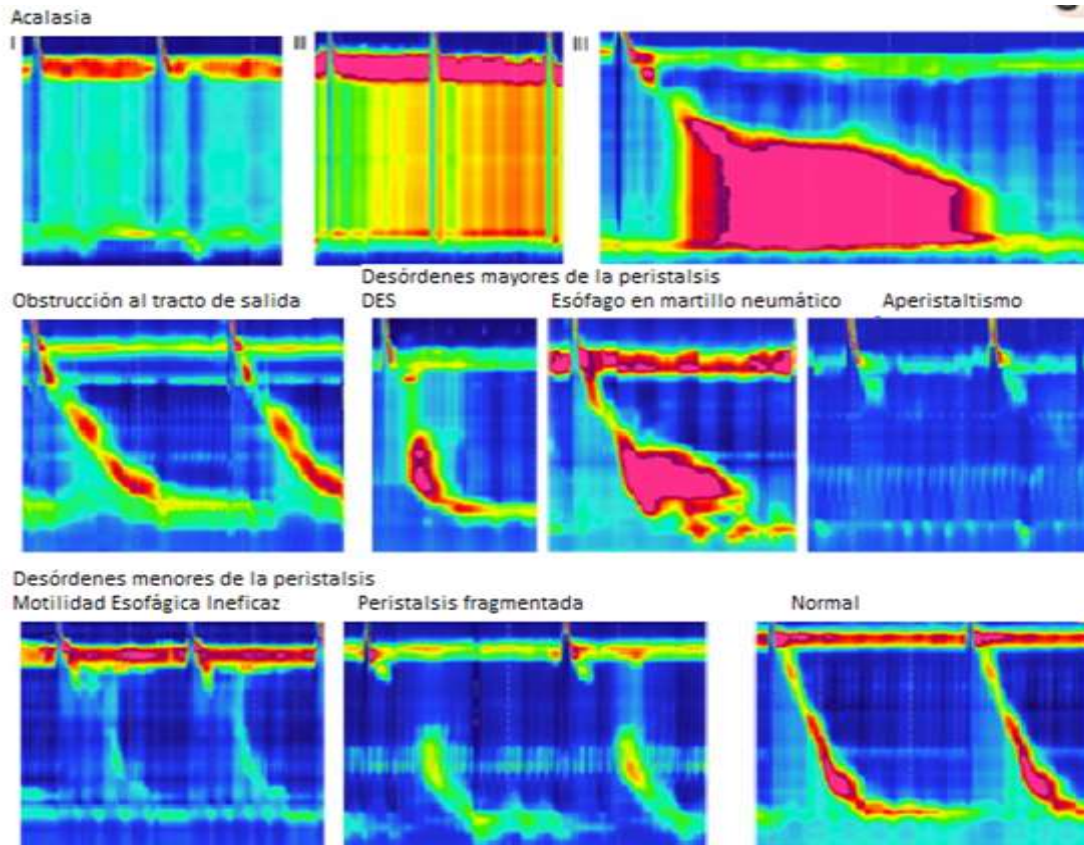 Acalasia
I III III
Desórdenes mayores de la peristalsis
Obstrucción al tracto de salida DES Esófago en martillo neumático Aperistaltismo
Desórdenes menores de la peristalsis
Motilidad Esofágica Ineficaz Peristalsis fragmentada Normal